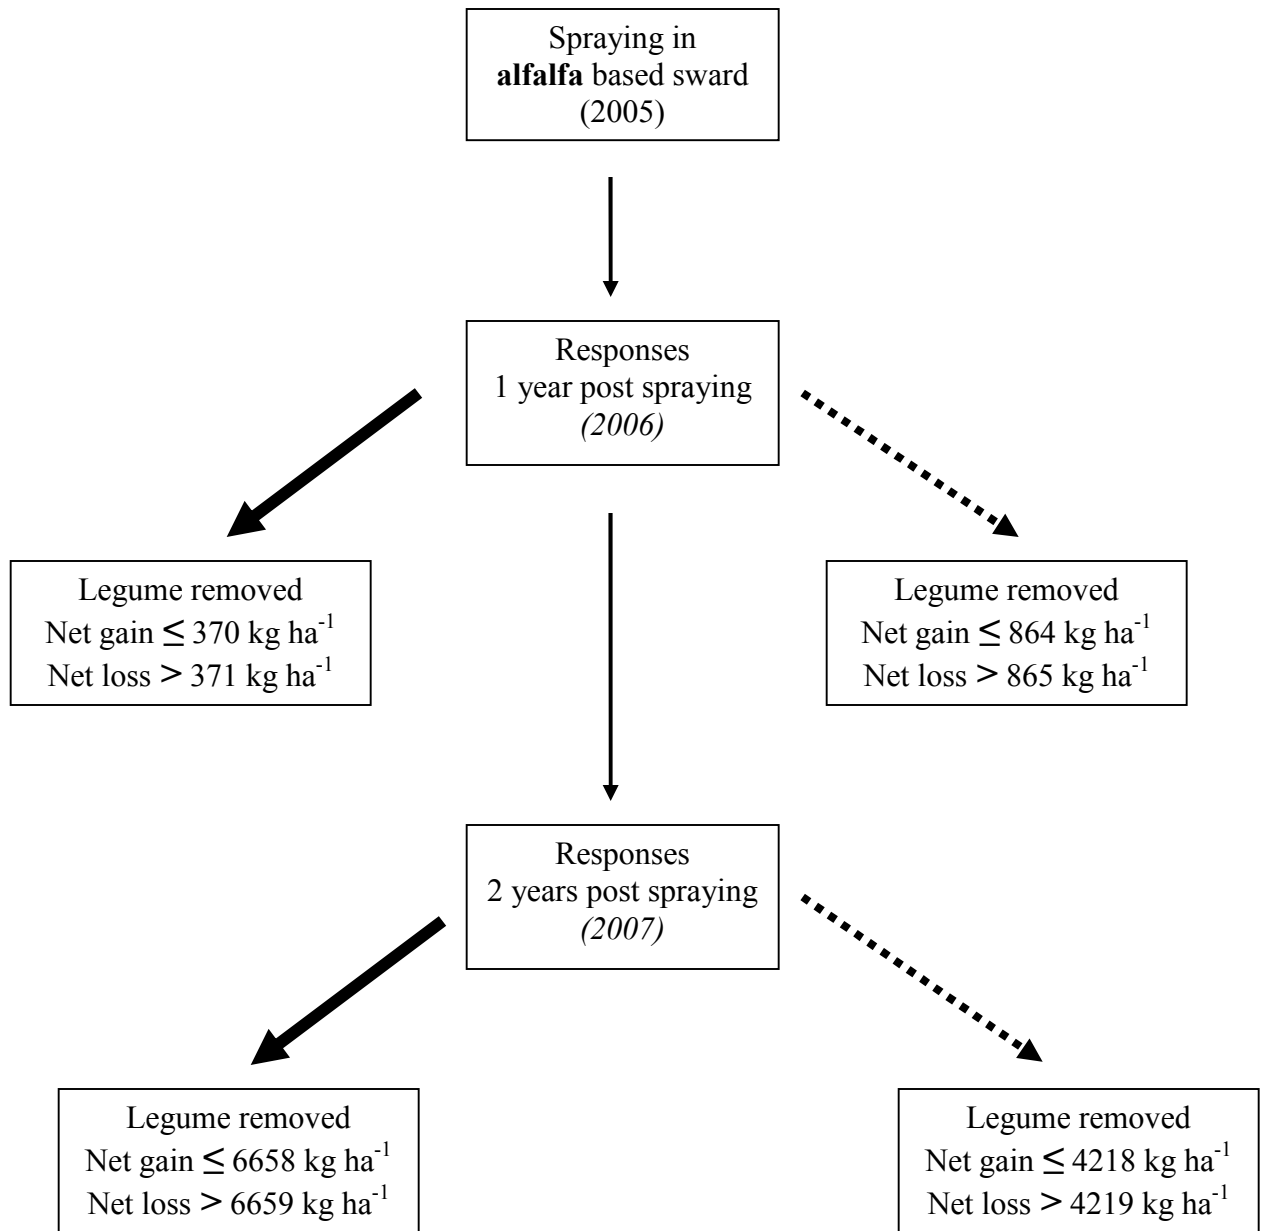 Spraying in
alfalfa based sward
(2005)
Responses
1 year post spraying
(2006)
Legume removed
Net gain ≤ 370 kg ha⁻¹
Net loss > 371 kg ha⁻¹
Legume removed
Net gain ≤ 864 kg ha⁻¹
Net loss > 865 kg ha⁻¹
Responses
2 years post spraying
(2007)
Legume removed
Net gain ≤ 6658 kg ha⁻¹
Net loss > 6659 kg ha⁻¹
Legume removed
Net gain ≤ 4218 kg ha⁻¹
Net loss > 4219 kg ha⁻¹